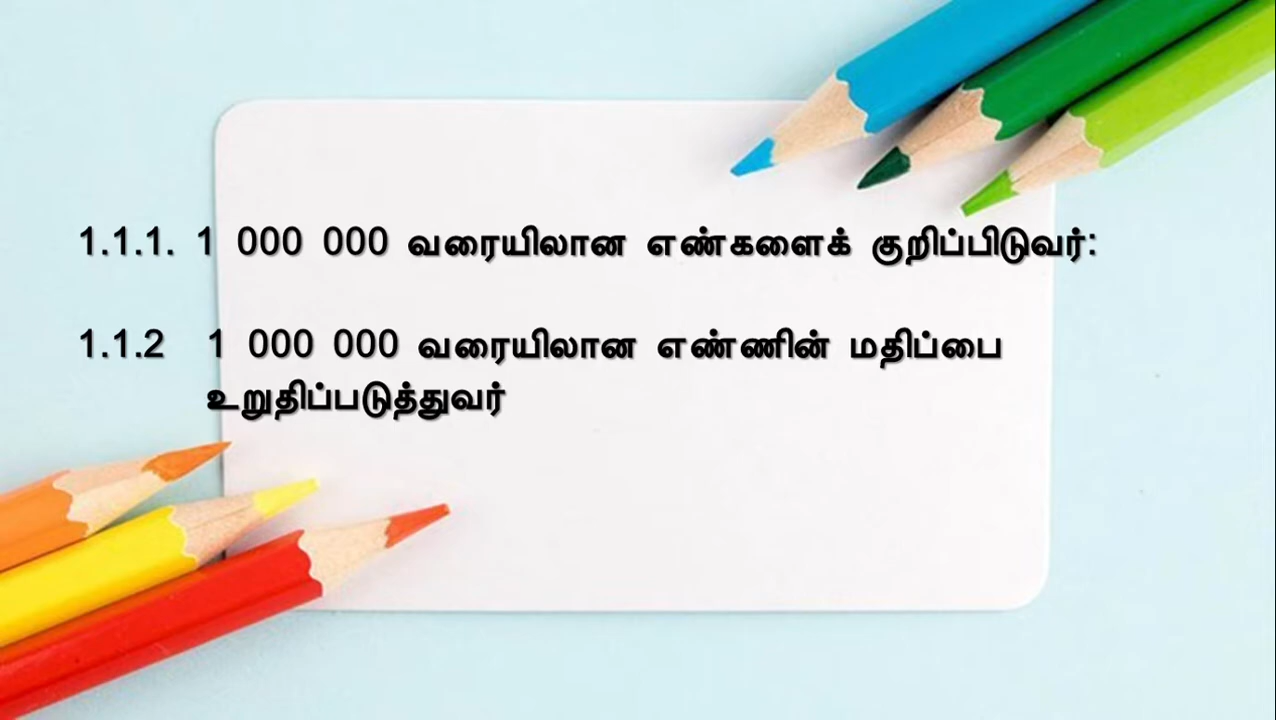 1.1.1. 1 000 000 வரையிலான எண்களைக் குறிப்பிடுவர்:
1.1.2 1 000 000 வரையிலான எண்ணின் மதிப்பை
உறுதிப்படுத்துவர்